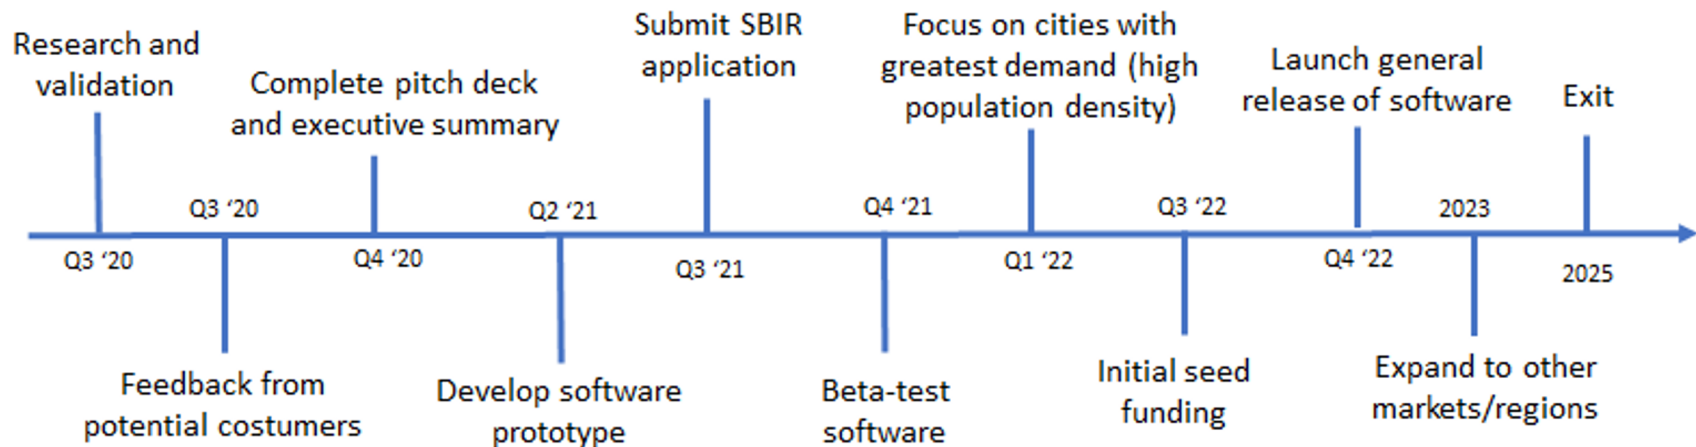 Research and
validation
Q3 ‘20
Q3 ‘20
Feedback from
potential costumers
Complete pitch deck
and executive summary
Q4 ‘20
Q2 ‘21
Develop software
prototype
Submit SBIR
application
Q3 ‘21
Q4 ‘21
Beta-test
software
Focus on cities with
greatest demand (high
population density)
Q1 ‘22
Q3 ‘22
Initial seed
funding
Launch general
release of software
Q4 ‘22
2023
Expand to other
markets/regions
Exit
2025